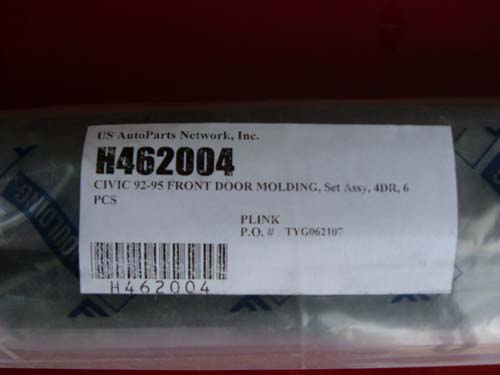 US AutoParts Network, Inc.
H462004
CIVIC 92-95 FRONT DOOR MOLDING, Set Assy, 4DR, 6
PCS
PLINK
P.O. # TYG062107
H462004
OULDING